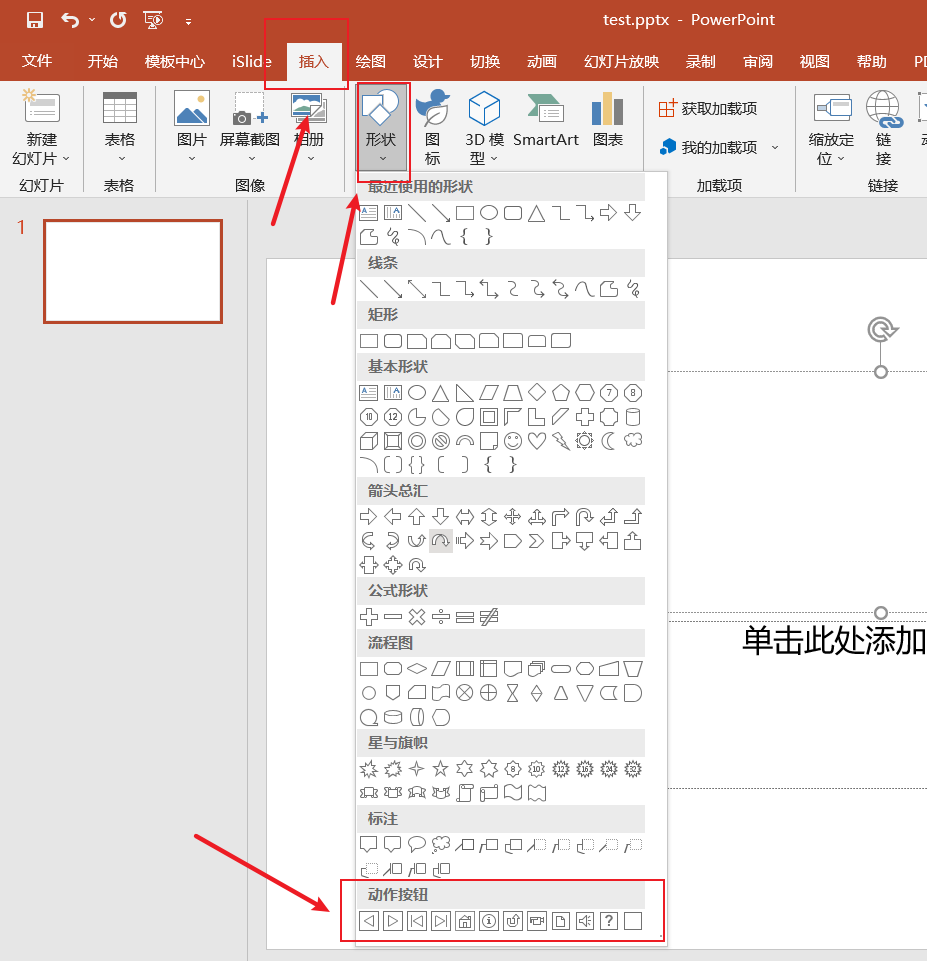 test.pptx - PowerPoint
文件 开始 模板中心 iSlide 插入 绘图 设计 切换 动画 幻灯片放映 录制 审阅 视图 帮助
新建
幻灯片
表格
图片
屏幕截图
相册
形状
图
标
3D 模
型
SmartArt
图表
获取加载项
我的加载项
缩放定
位
链
接
幻灯片 表格 图像 加载项 链接
最近使用的形状
线条
矩形
基本形状
箭头总汇
公式形状
流程图
星与旗帜
标注
动作按钮
1
单击此处添加